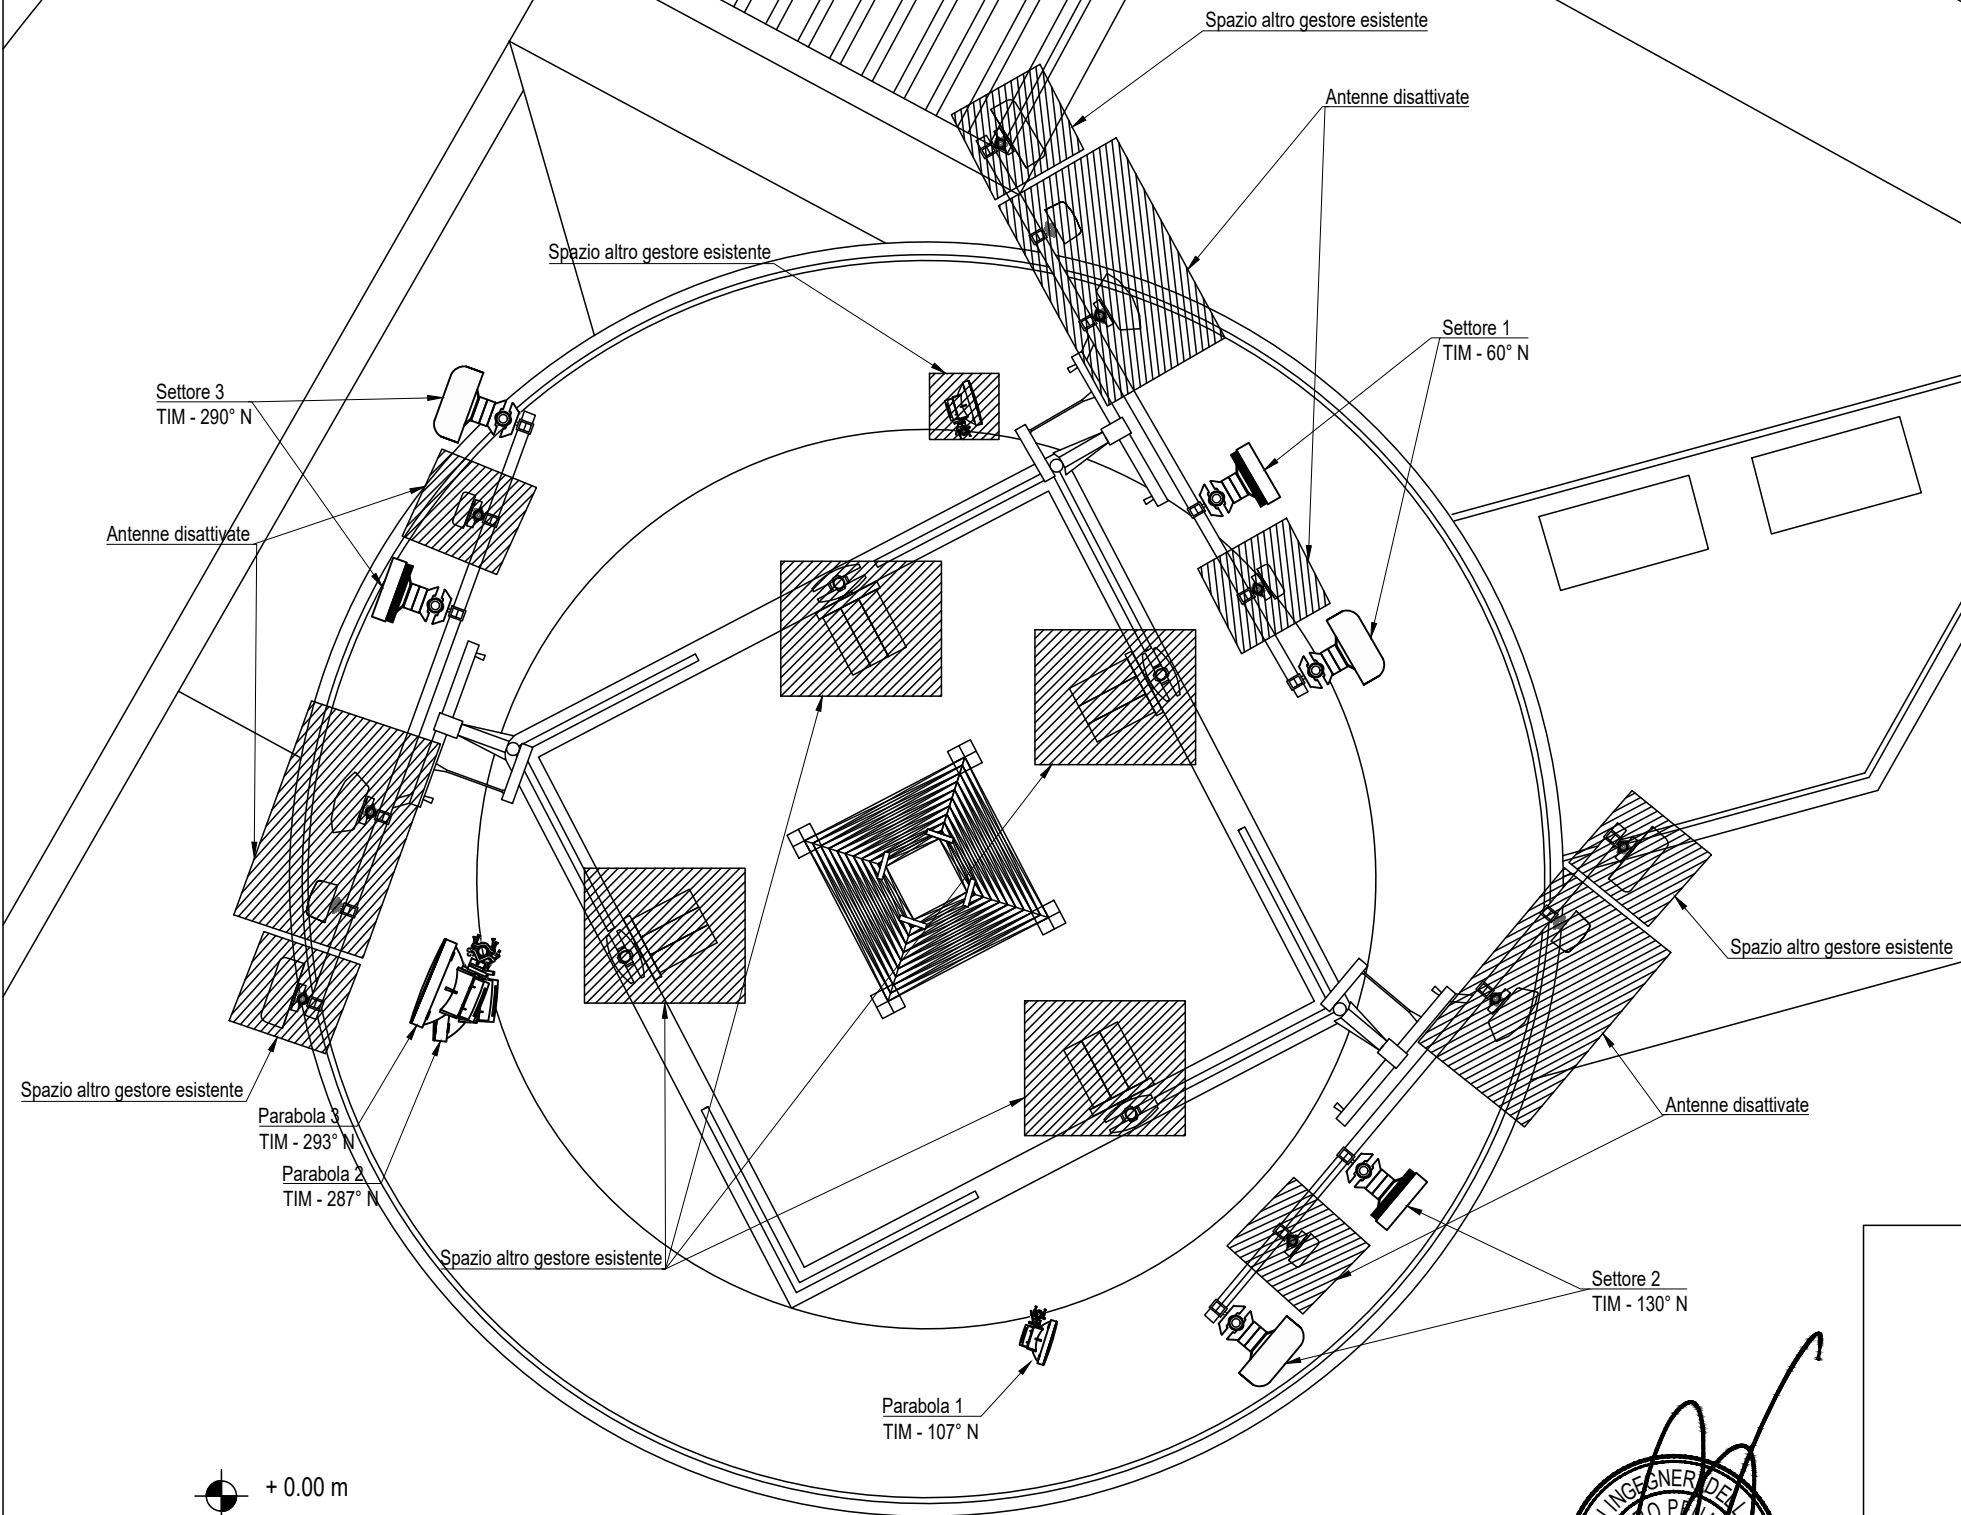 Spazio altro gestore esistente
Antenne disattivate
Spazio altro gestore esistente
Settore 1
TIM - 60° N
Settore 3
TIM - 290° N
Antenne disattivate
Spazio altro gestore esistente
Spazio altro gestore esistente
Parabola 3
TIM - 293° N
Antenne disattivate
Parabola 2
TIM - 287° N
Spazio altro gestore esistente
Settore 2
TIM - 130° N
Parabola 1
TIM - 107° N
+ 0.00 m
INGEGNERI DELL